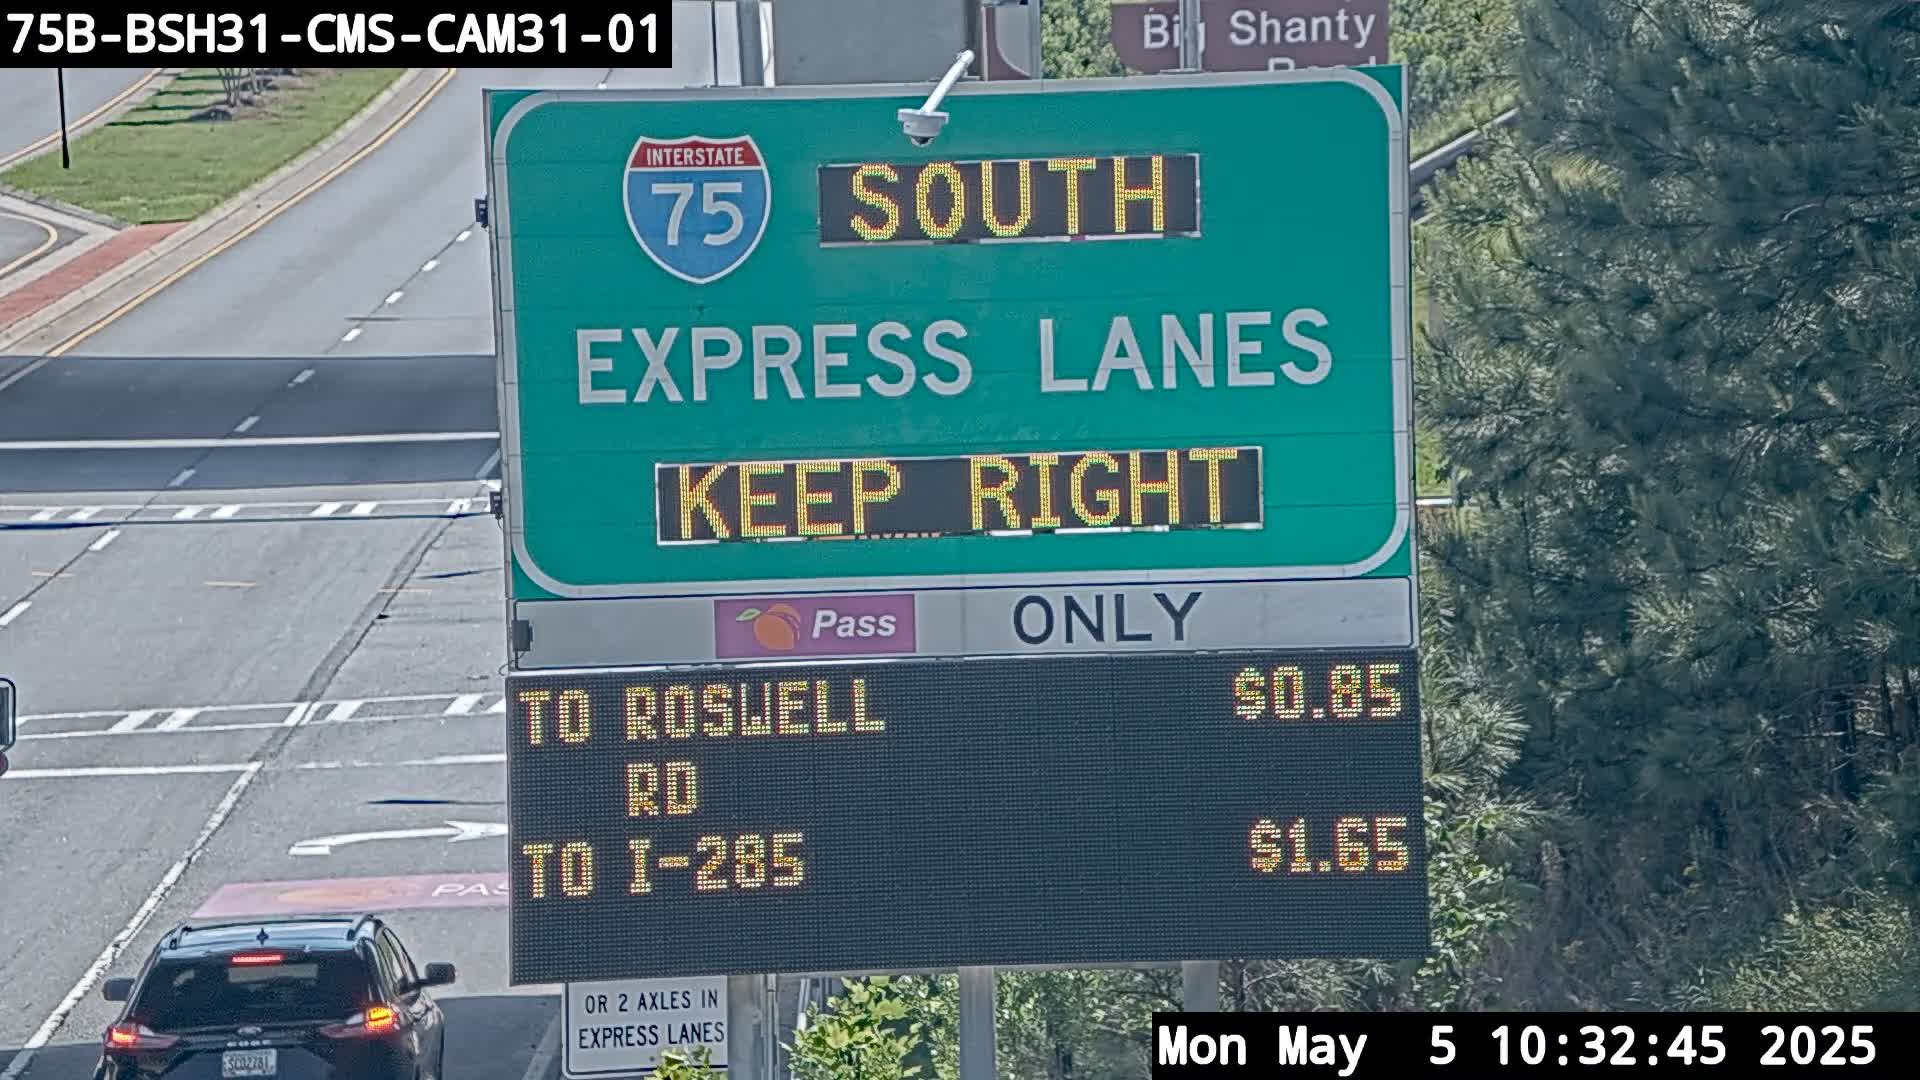 75B-BSH31-CMS-CAM31-01
Big Shanty
Road
INTERSTATE
75
SOUTH
EXPRESS LANES
KEEP RIGHT
Pass
ONLY
TO ROSWELL $0.85
RD
TO I-285 $1.65
PAS
OR 2 AXLES IN
EXPRESS LANES
Mon May 5 10:32:45 2025